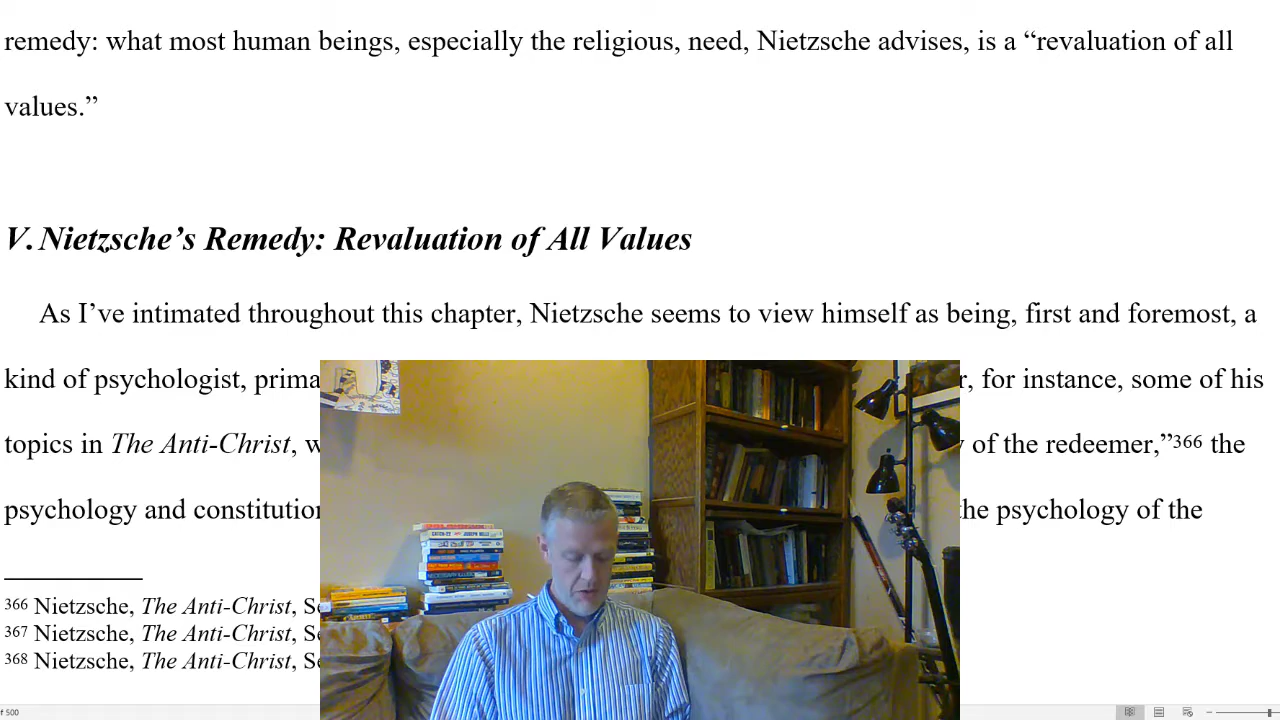 remedy: what most human beings, especially the religious, need, Nietzsche advises, is a “revaluation of all
values.”
V. Nietzsche’s Remedy: Revaluation of All Values
As I’ve intimated throughout this chapter, Nietzsche seems to view himself as being, first and foremost, a
kind of psychologist, for instance, some of his
topics in The Anti-Christ, of the redeemer,”366 the
psychology and the psychology of the
366 Nietzsche, The Anti-Christ,
367 Nietzsche, The Anti-Christ,
368 Nietzsche, The Anti-Christ,
f 500